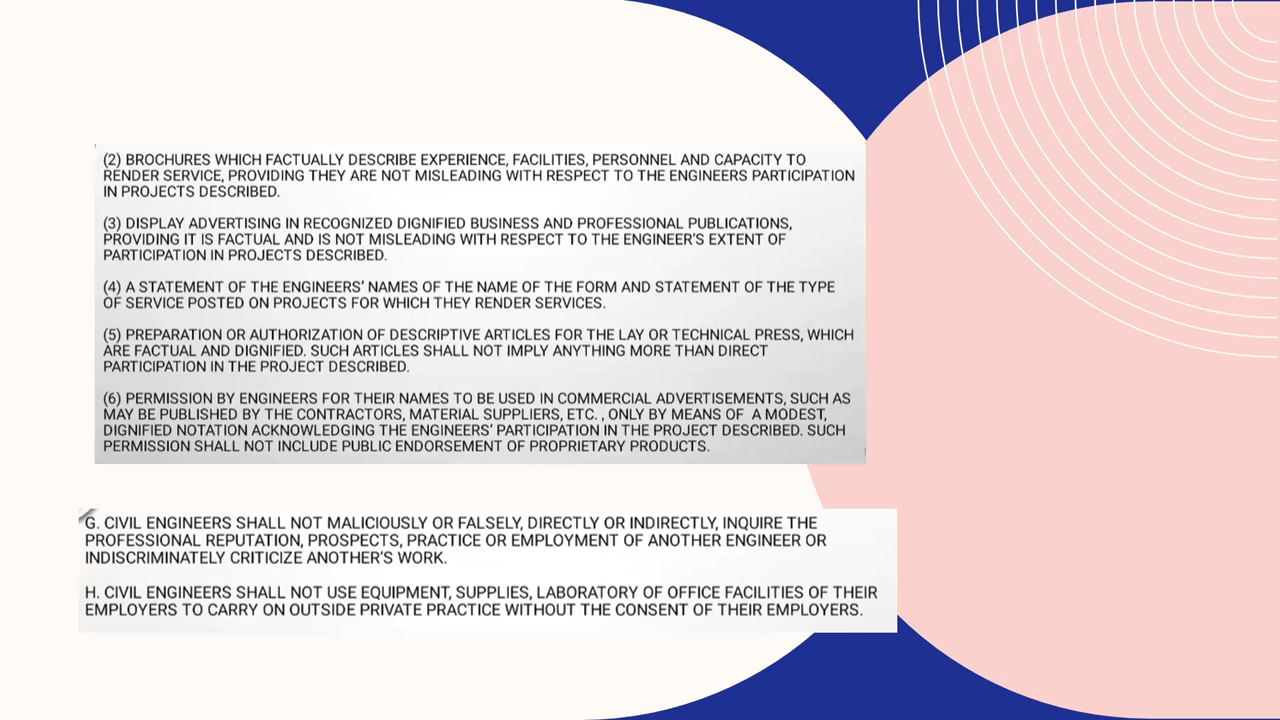 (2) BROCHURES WHICH FACTUALLY DESCRIBE EXPERIENCE, FACILITIES, PERSONNEL AND CAPACITY TO
RENDER SERVICE, PROVIDING THEY ARE NOT MISLEADING WITH RESPECT TO THE ENGINEERS PARTICIPATION
IN PROJECTS DESCRIBED.
(3) DISPLAY ADVERTISING IN RECOGNIZED DIGNIFIED BUSINESS AND PROFESSIONAL PUBLICATIONS,
PROVIDING IT IS FACTUAL AND IS NOT MISLEADING WITH RESPECT TO THE ENGINEER'S EXTENT OF
PARTICIPATION IN PROJECTS DESCRIBED.
(4) A STATEMENT OF THE ENGINEERS' NAMES OF THE NAME OF THE FORM AND STATEMENT OF THE TYPE
OF SERVICE POSTED ON PROJECTS FOR WHICH THEY RENDER SERVICES.
(5) PREPARATION OR AUTHORIZATION OF DESCRIPTIVE ARTICLES FOR THE LAY OR TECHNICAL PRESS, WHICH
ARE FACTUAL AND DIGNIFIED. SUCH ARTICLES SHALL NOT IMPLY ANYTHING MORE THAN DIRECT
PARTICIPATION IN THE PROJECT DESCRIBED.
(6) PERMISSION BY ENGINEERS FOR THEIR NAMES TO BE USED IN COMMERCIAL ADVERTISEMENTS, SUCH AS
MAY BE PUBLISHED BY THE CONTRACTORS, MATERIAL SUPPLIERS, ETC. , ONLY BY MEANS OF A MODEST,
DIGNIFIED NOTATION ACKNOWLEDGING THE ENGINEERS' PARTICIPATION IN THE PROJECT DESCRIBED. SUCH
PERMISSION SHALL NOT INCLUDE PUBLIC ENDORSEMENT OF PROPRIETARY PRODUCTS.
G. CIVIL ENGINEERS SHALL NOT MALICIOUSLY OR FALSELY, DIRECTLY OR INDIRECTLY, INQUIRE THE
PROFESSIONAL REPUTATION, PROSPECTS, PRACTICE OR EMPLOYMENT OF ANOTHER ENGINEER OR
INDISCRIMINATELY CRITICIZE ANOTHER'S WORK.
H. CIVIL ENGINEERS SHALL NOT USE EQUIPMENT, SUPPLIES, LABORATORY OF OFFICE FACILITIES OF THEIR
EMPLOYERS TO CARRY ON OUTSIDE PRIVATE PRACTICE WITHOUT THE CONSENT OF THEIR EMPLOYERS.